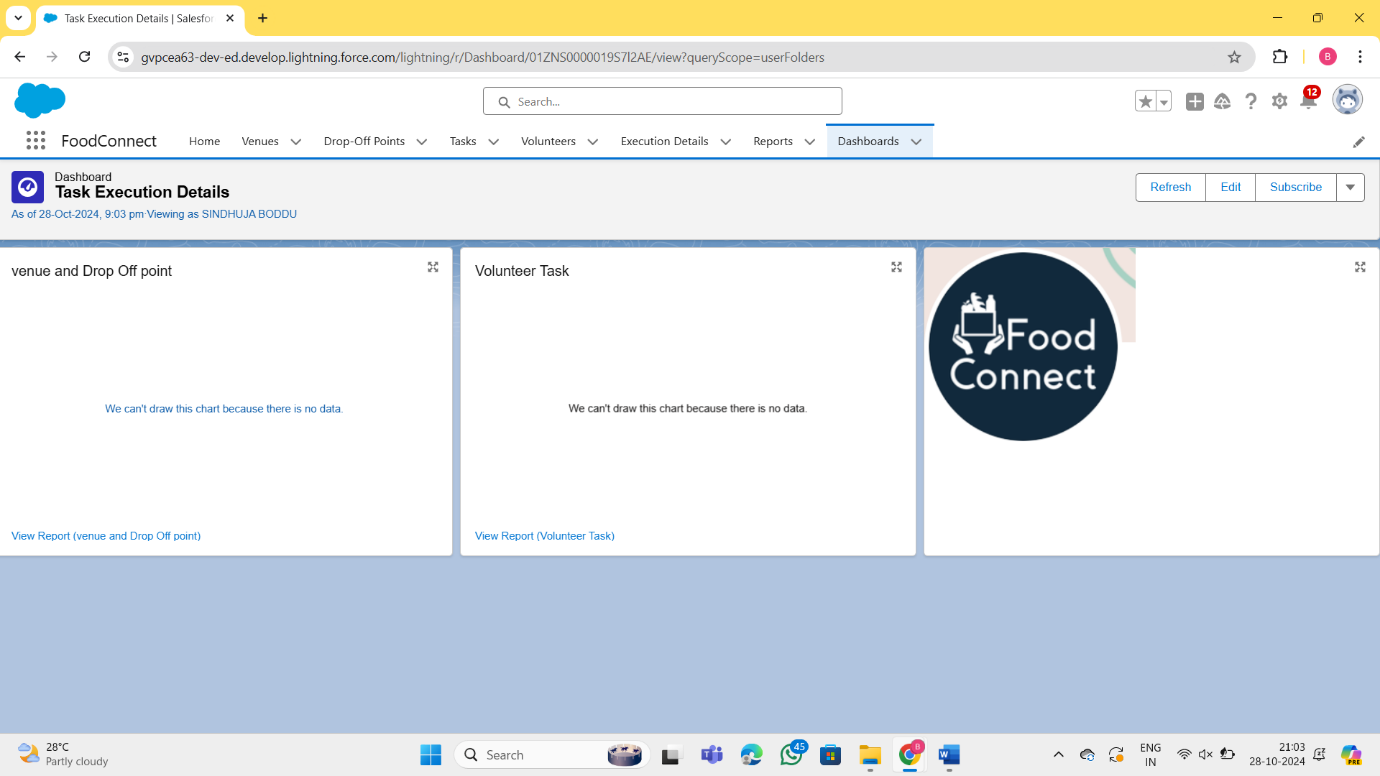 Task Execution Details | Salesfor
gvpcea63-dev-ed.develop.lightning.force.com/lightning/r/Dashboard/01ZNS0000019S7l2AE/view?queryScope=userFolders
B
Search...
12
FoodConnect
Home
Venues
Drop-Off Points
Tasks
Volunteers
Execution Details
Reports
Dashboards
Dashboard
Task Execution Details
As of 28-Oct-2024, 9:03 pm·Viewing as SINDHUJA BODDU
Refresh
Edit
Subscribe
venue and Drop Off point
We can't draw this chart because there is no data.
View Report (venue and Drop Off point)
Volunteer Task
We can't draw this chart because there is no data.
View Report (Volunteer Task)
Food
Connect
28°C
Partly cloudy
Search
45
B
ENG
IN
21:03
28-10-2024
PRE